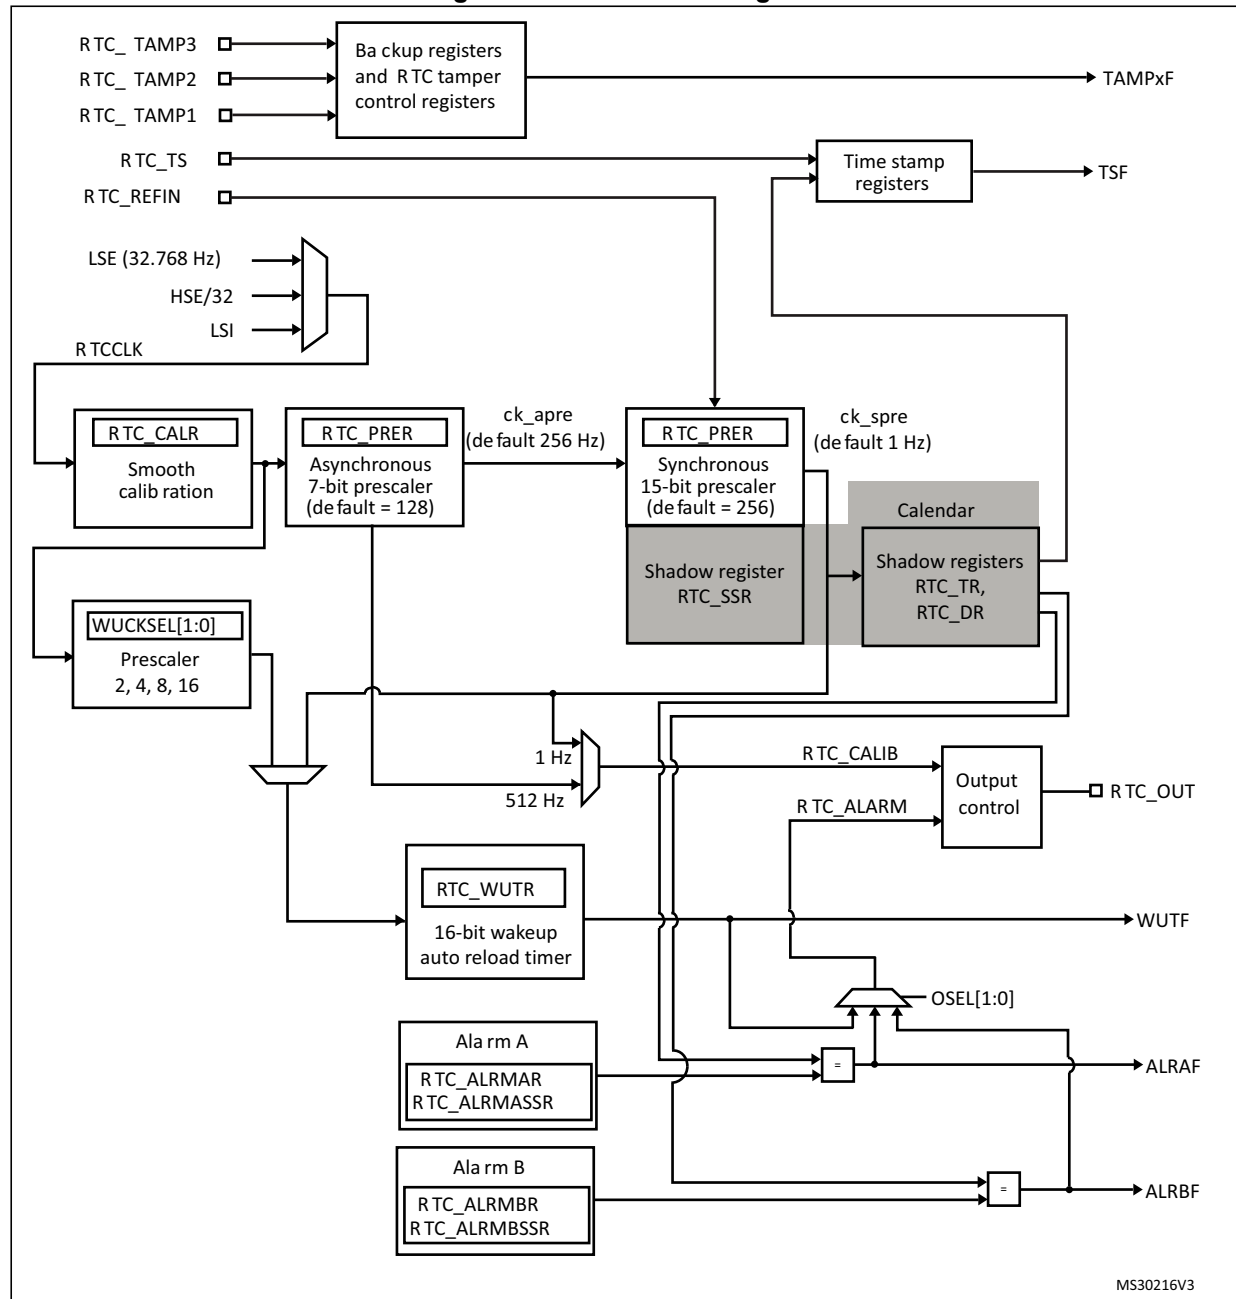 RTC_TAMP3
RTC_TAMP2
RTC_TAMP1
Backup registers
and RTC tamper
control registers
TAMPxF
RTC_TS
RTC_REFIN
Time stamp
registers
TSF
LSE (32.768 Hz)
HSE/32
LSI
RTCCLK
RTC_CALR
Smooth
calibration
RTC_PRER
Asynchronous
7-bit prescaler
(default = 128)
ck_apre
(default 256 Hz)
RTC_PRER
Synchronous
15-bit prescaler
(default = 256)
ck_spre
(default 1 Hz)
Calendar
Shadow register
RTC_SSR
Shadow registers
RTC_TR,
RTC_DR
WUCKSEL[1:0]
Prescaler
2, 4, 8, 16
1 Hz
512 Hz
RTC_CALIB
RTC_ALARM
Output
control
RTC_OUT
RTC_WUTR
16-bit wakeup
auto reload timer
WUTF
OSEL[1:0]
Alarm A
RTC_ALRMAR
RTC_ALRMASSR
=
ALRAF
Alarm B
RTC_ALRMBR
RTC_ALRMBSSR
=
ALRBF
MS30216V3